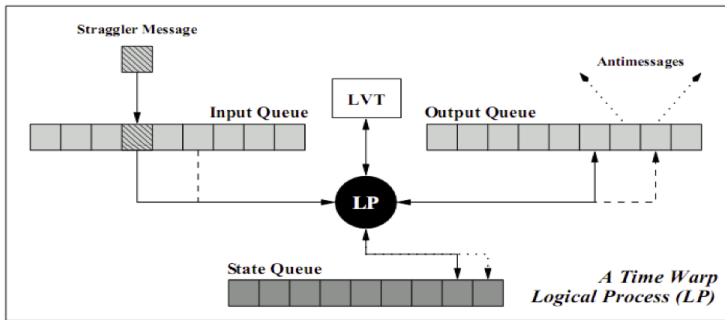 Straggler Message
Antimessages
LVT
Input Queue
Output Queue
LP
State Queue
A Time Warp
Logical Process (LP)